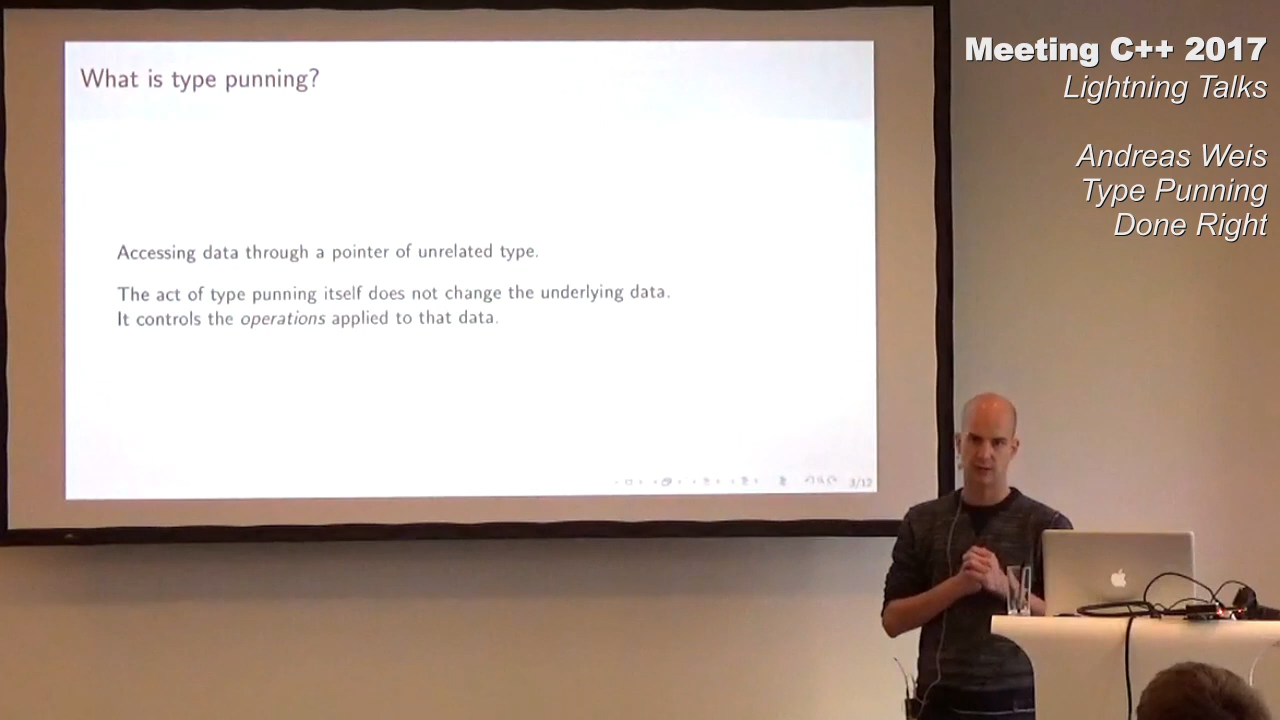 What is type punning?
Accessing data through a pointer of unrelated type.
The act of type punning itself does not change the underlying data.
It controls the operations applied to that data.
3/12
Meeting C++ 2017
Lightning Talks
Andreas Weis
Type Punning
Done Right